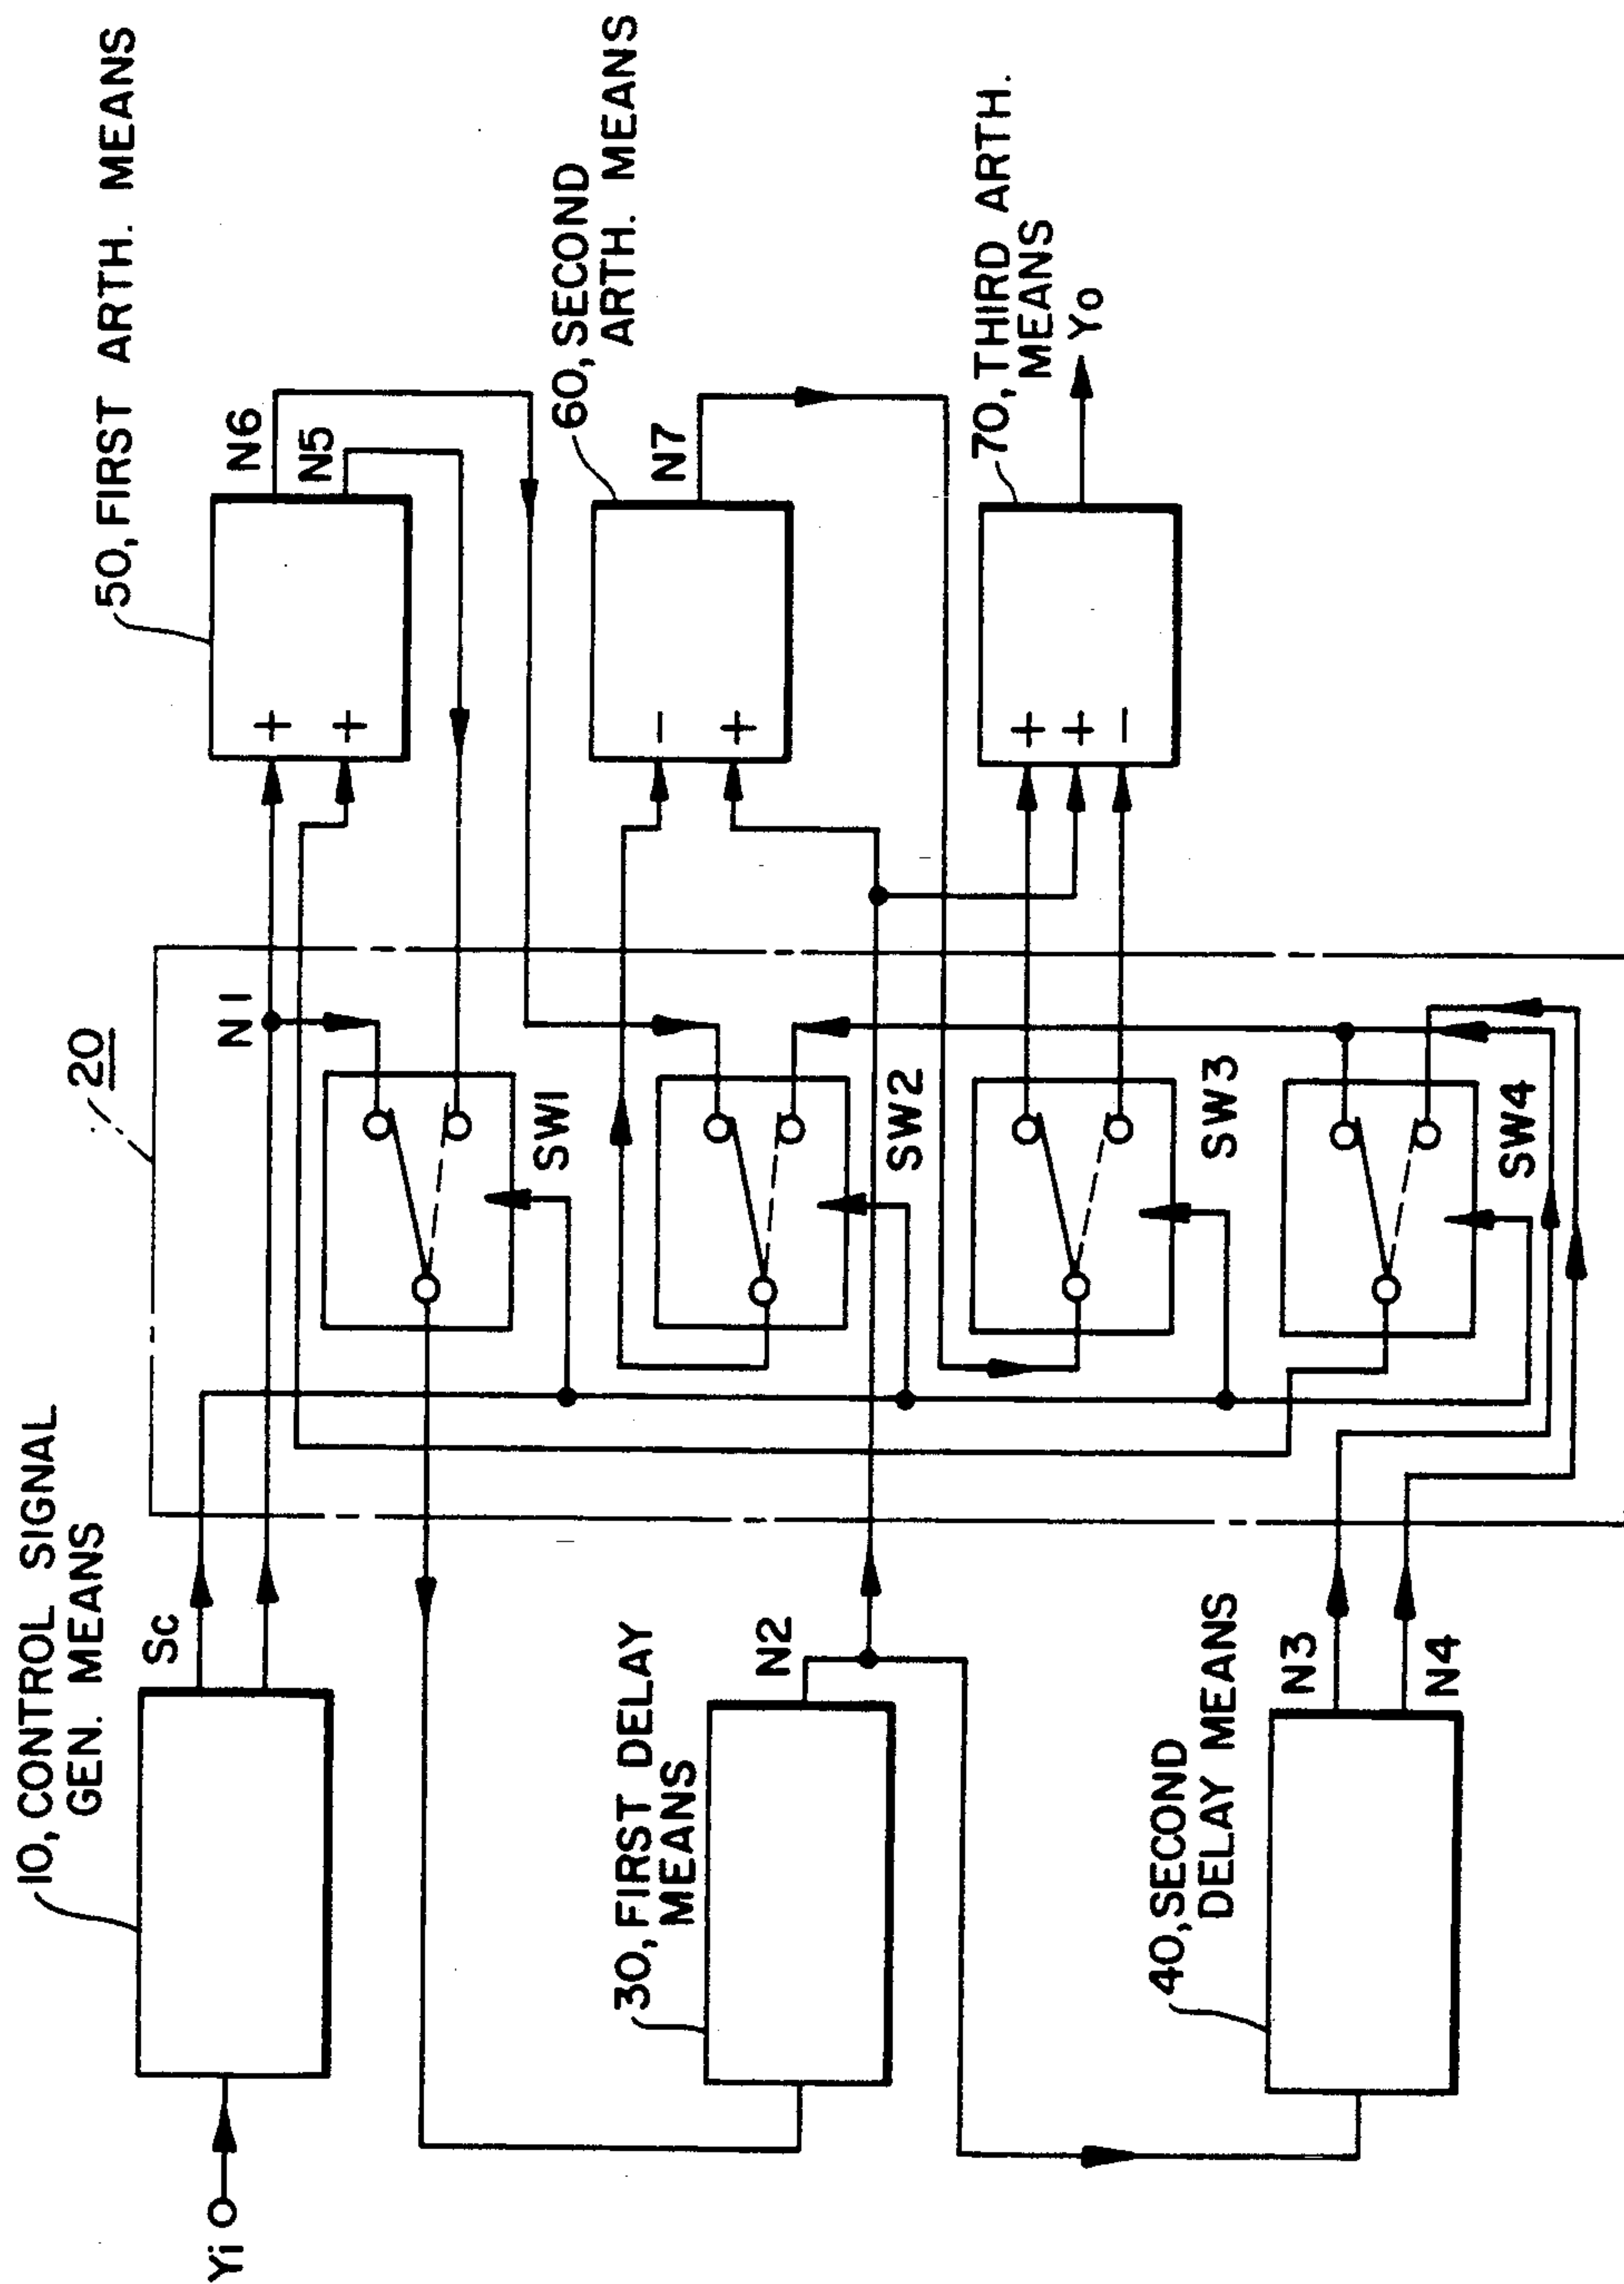 Yi
10, CONTROL SIGNAL
GEN. MEANS
Sc
20
N1
50, FIRST ARTH. MEANS
+
+
N6
N5
SW1
30, FIRST DELAY
MEANS
N2
SW2
60, SECOND
ARTH. MEANS
−
+
N7
SW3
70, THIRD ARTH.
MEANS
+
+
−
Yo
40, SECOND
DELAY MEANS
N3
N4
SW4